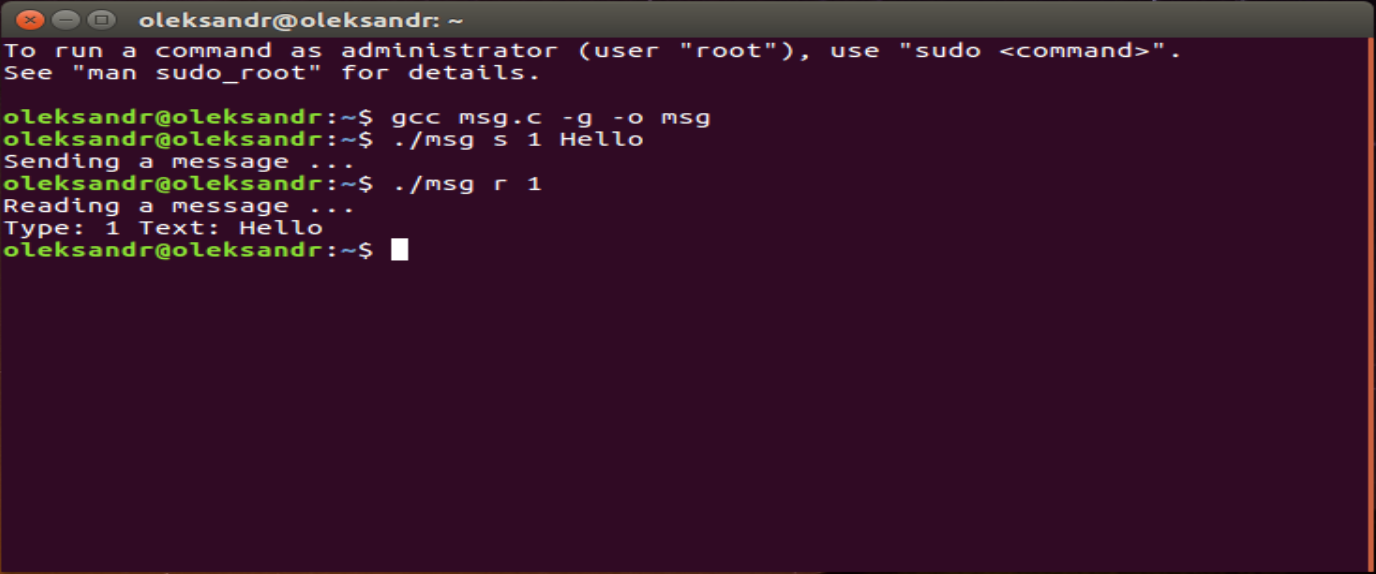 oleksandr@oleksandr: ~
To run a command as administrator (user "root"), use "sudo <command>".
See "man sudo_root" for details.
oleksandr@oleksandr:~$ gcc msg.c -g -o msg
oleksandr@oleksandr:~$ ./msg s 1 Hello
Sending a message ...
oleksandr@oleksandr:~$ ./msg r 1
Reading a message ...
Type: 1 Text: Hello
oleksandr@oleksandr:~$